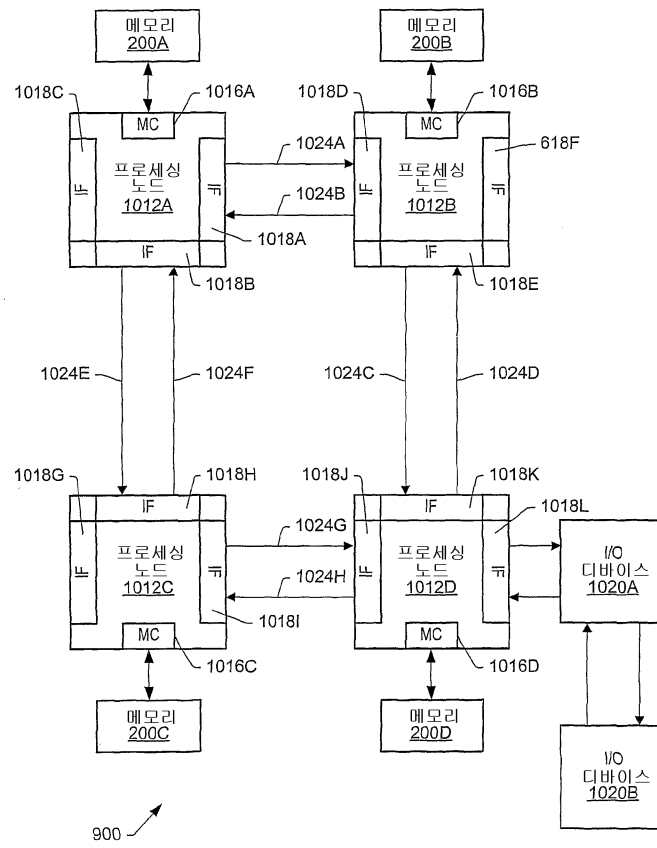 메모리
200A
메모리
200B
1018C
1016A
1018D
1016B
MC
MC
1024A
618F
IF
프로세싱
노드
1012A
IF
1024B
IF
프로세싱
노드
1012B
IF
1018A
IF
IF
1018B
1018E
1024E
1024F
1024C
1024D
1018G
1018H
1018J
1018K
1018L
IF
IF
1024G
IF
프로세싱
노드
1012C
IF
1024H
IF
프로세싱
노드
1012D
IF
I/O
디바이스
1020A
1018I
MC
MC
1016C
1016D
메모리
200C
메모리
200D
I/O
디바이스
1020B
900